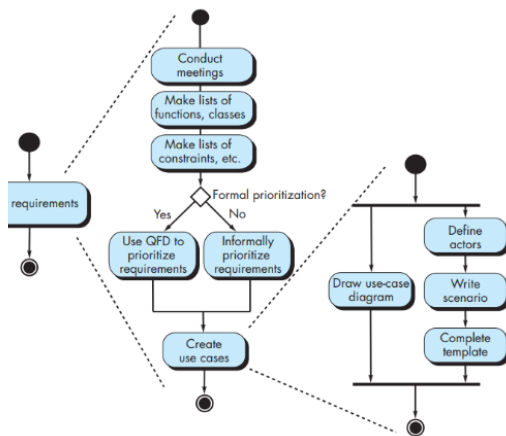 Conduct
meetings
Make lists of
functions, classes
Make lists of
constraints, etc.
requirements
Formal prioritization?
Yes
No
Use QFD to
prioritize
requirements
Informally
prioritize
requirements
Create
use cases
Define
actors
Draw use-case
diagram
Write
scenario
Complete
template